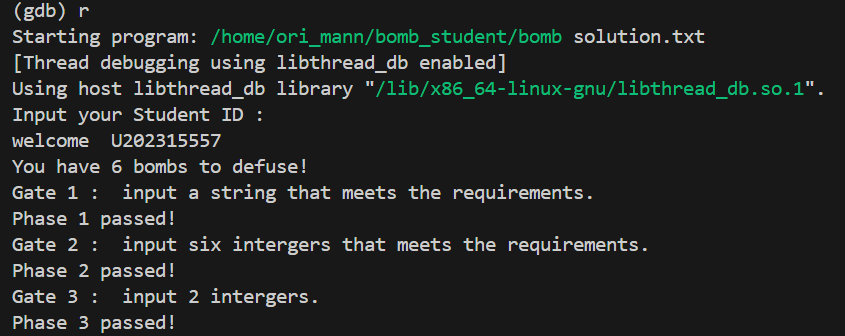 (gdb) r
Starting program: /home/ori_mann/bomb_student/bomb solution.txt
[Thread debugging using libthread_db enabled]
Using host libthread_db library "/lib/x86_64-linux-gnu/libthread_db.so.1".
Input your Student ID :
welcome  U202315557
You have 6 bombs to defuse!
Gate 1 :  input a string that meets the requirements.
Phase 1 passed!
Gate 2 :  input six intergers that meets the requirements.
Phase 2 passed!
Gate 3 :  input 2 intergers.
Phase 3 passed!